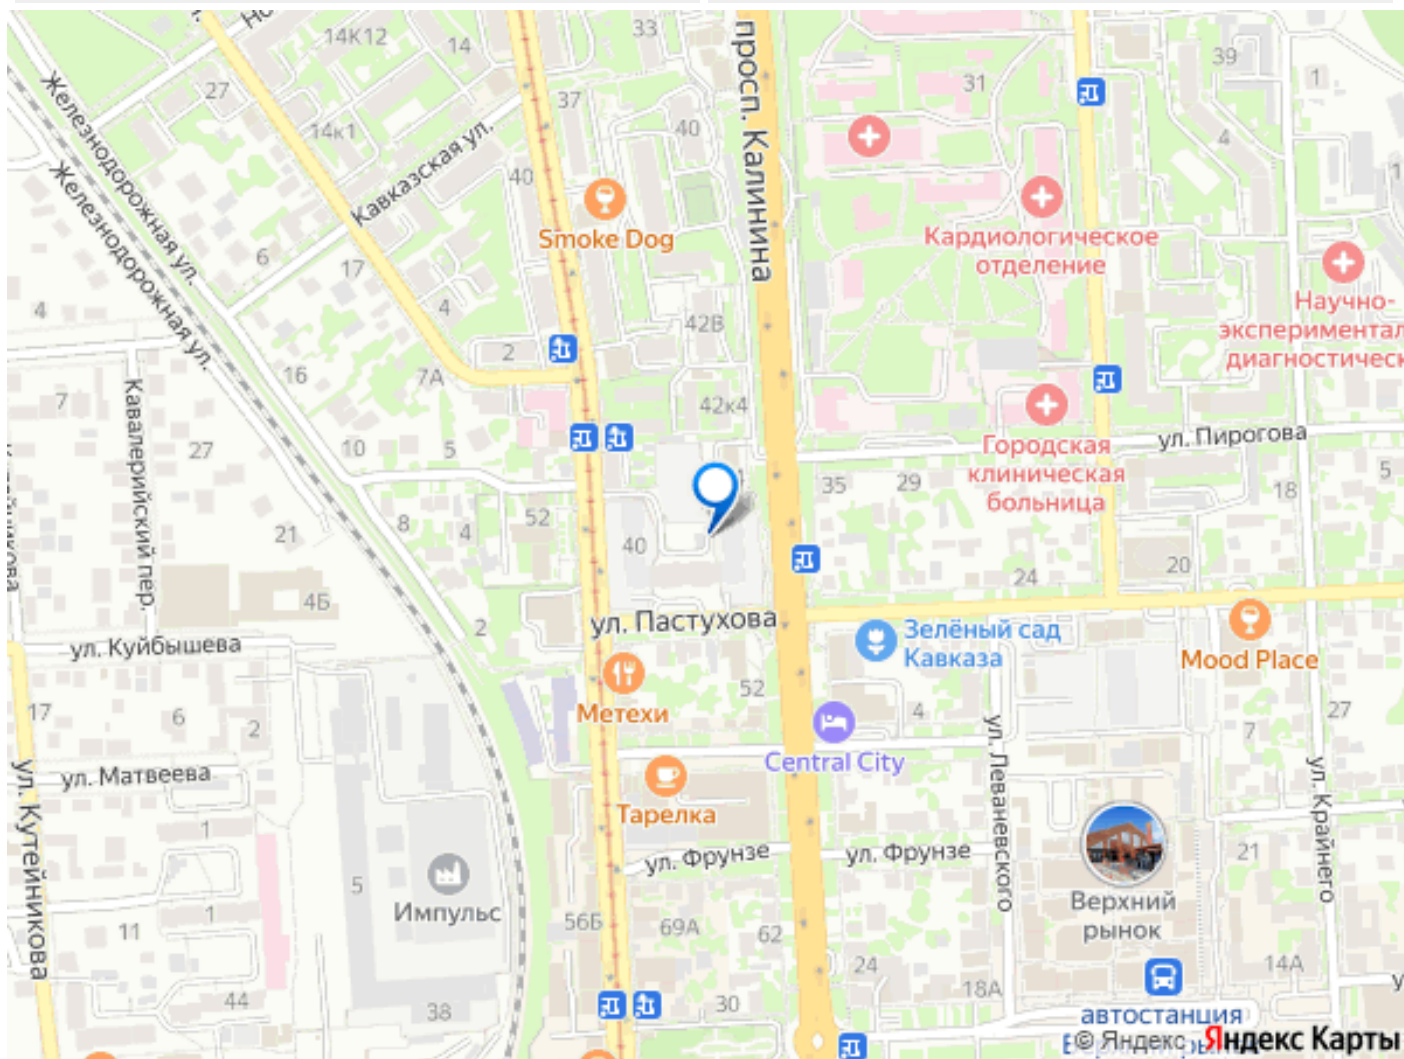 14К12
14
33
просп. Калинина
31
39
1
27
37
Железнодорожная ул.
14к1
40
4
Кавказская ул.
40
Железнодорожная ул.
Smoke Dog
Кардиологическое
отделение
6
17
Научно-
эксперимента
диагностичес
4
4
42В
2
7А
16
42к4
7
Кавалерийский пер.
27
10
5
Городская
клиническая
больница
ул. Пирогова
5
35
29
18
8
4
52
40
21
20
24
4Б
2
ул. Пастухова
Зелёный сад
Кавказа
Mood Place
ул. Куйбышева
Метехи
52
17
6
2
4
27
7
Central City
ул. Леваневского
ул. Матвеева
ул. Кутейникова
Тарелка
ул. Крайнего
1
ул. Фрунзе
ул. Фрунзе
21
5
Импульс
Верхний
рынок
11
1
56Б
69А
62
24
14А
18А
44
38
30
автостанция
© Яндекс Яндекс Карты